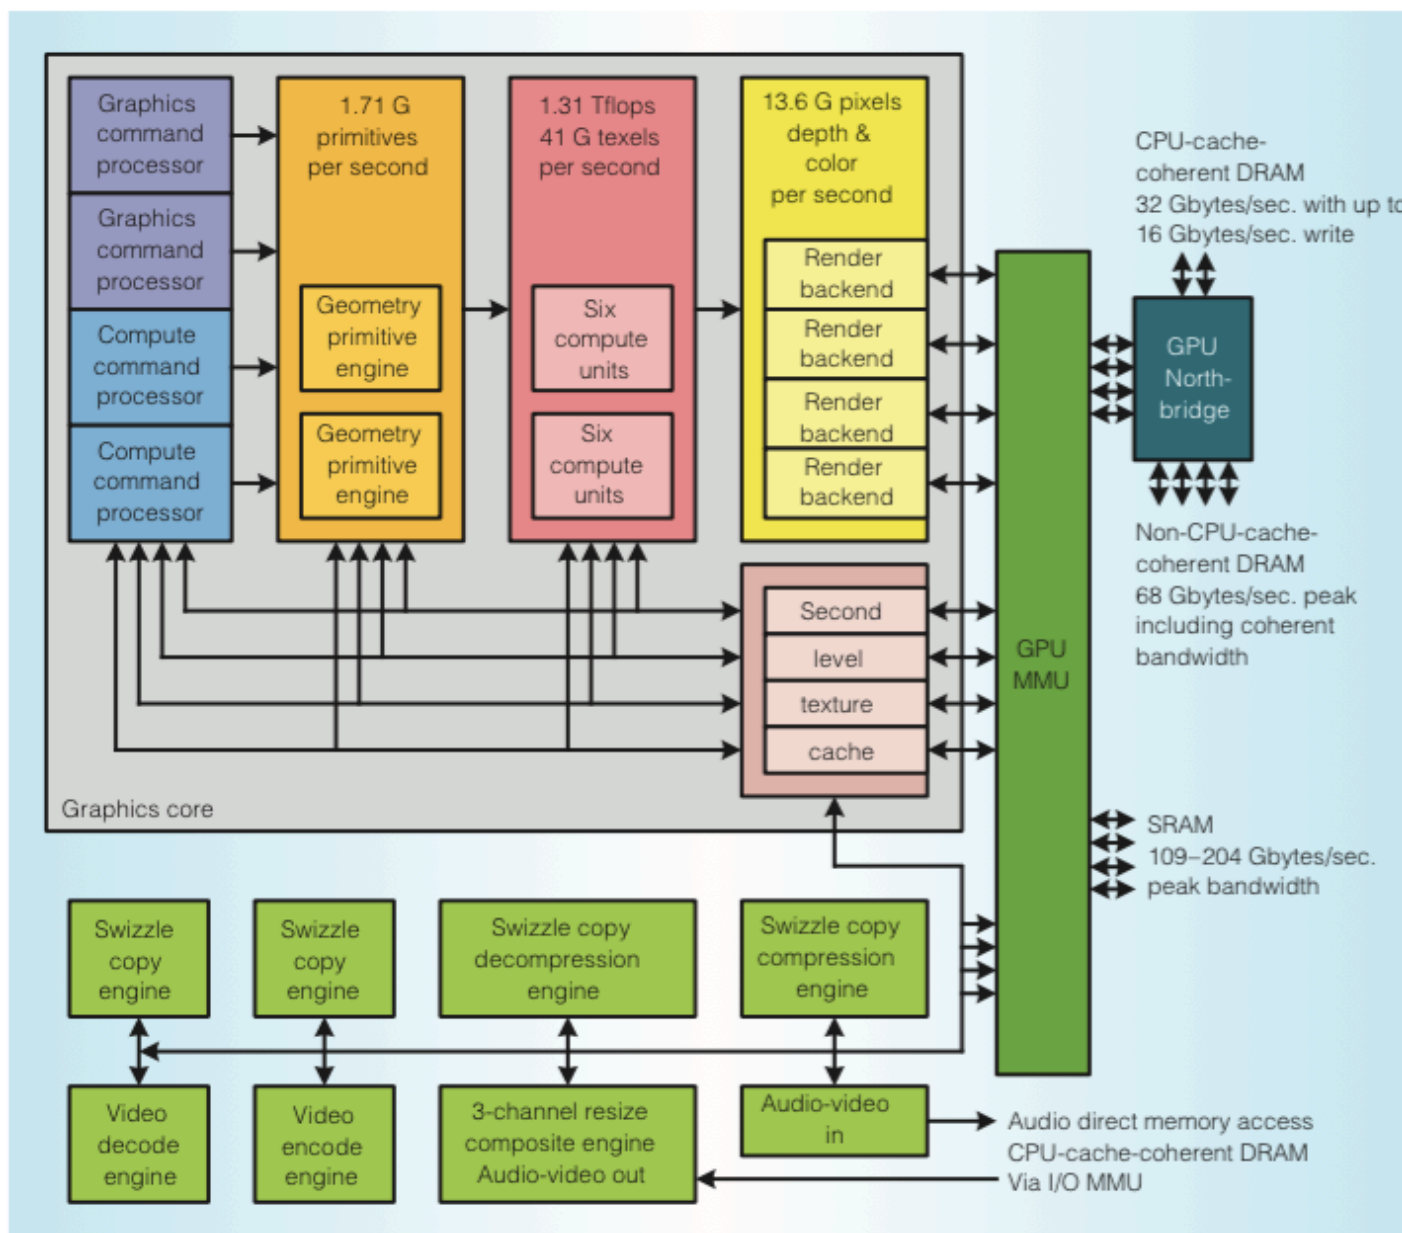 Graphics
command
processor
Graphics
command
processor
Compute
command
processor
Compute
command
processor
1.71 G
primitives
per second
Geometry
primitive
engine
Geometry
primitive
engine
1.31 Tflops
41 G texels
per second
Six
compute
units
Six
compute
units
13.6 G pixels
depth &
color
per second
Render
backend
Render
backend
Render
backend
Render
backend
Second
level
texture
cache
Graphics core
GPU
MMU
CPU-cache-
coherent DRAM
32 Gbytes/sec. with up to
16 Gbytes/sec. write
GPU
North-
bridge
Non-CPU-cache-
coherent DRAM
68 Gbytes/sec. peak
including coherent
bandwidth
SRAM
109–204 Gbytes/sec.
peak bandwidth
Swizzle
copy
engine
Swizzle
copy
engine
Swizzle copy
decompression
engine
Swizzle copy
compression
engine
Video
decode
engine
Video
encode
engine
3-channel resize
composite engine
Audio-video out
Audio-video
in
Audio direct memory access
CPU-cache-coherent DRAM
Via I/O MMU